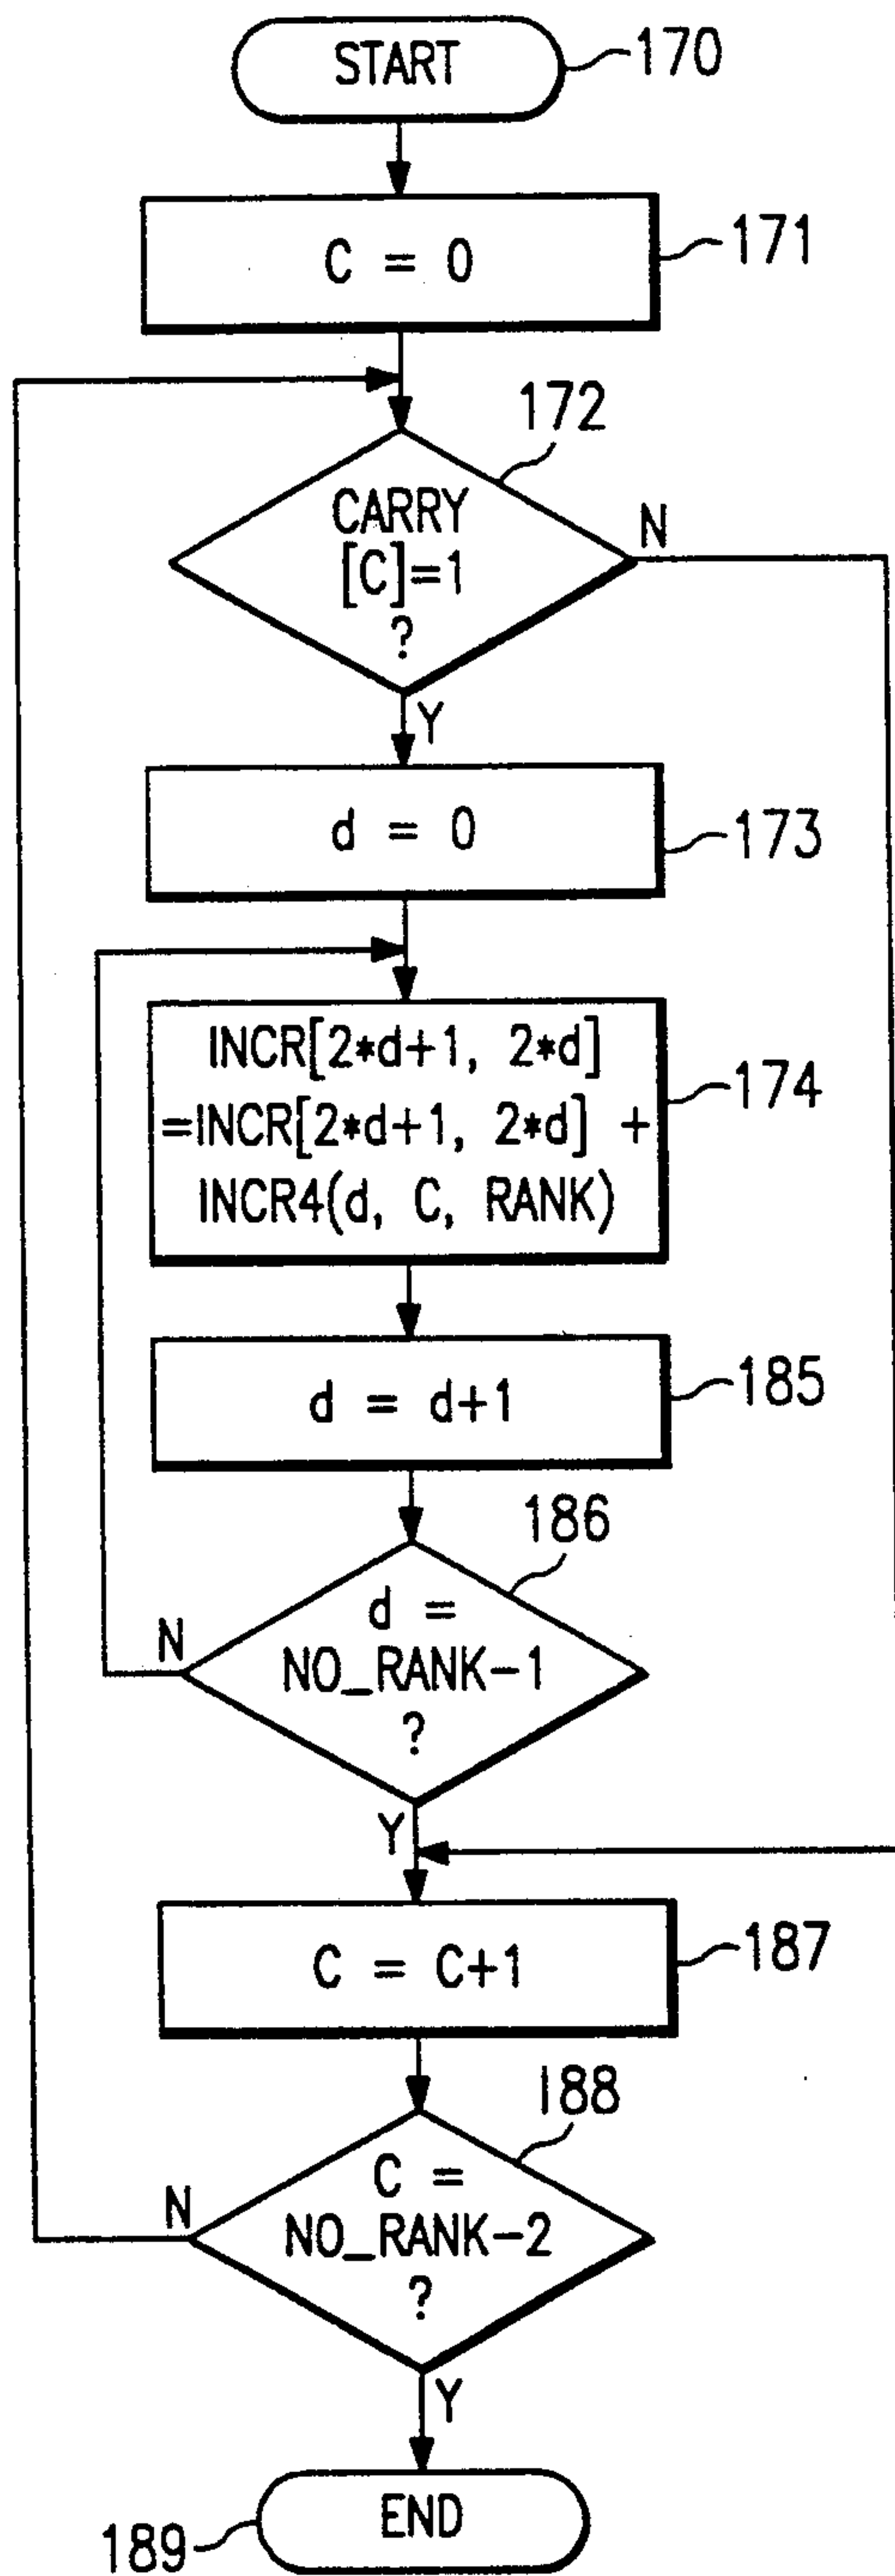 START
170
C = 0
171
172
CARRY
[C]=1
?
N
Y
d = 0
173
INCR[2*d+1, 2*d]
=INCR[2*d+1, 2*d] +
INCR4(d, C, RANK)
174
d = d+1
185
186
d =
NO_RANK-1
?
N
Y
C = C+1
187
188
C =
NO_RANK-2
?
N
Y
END
189